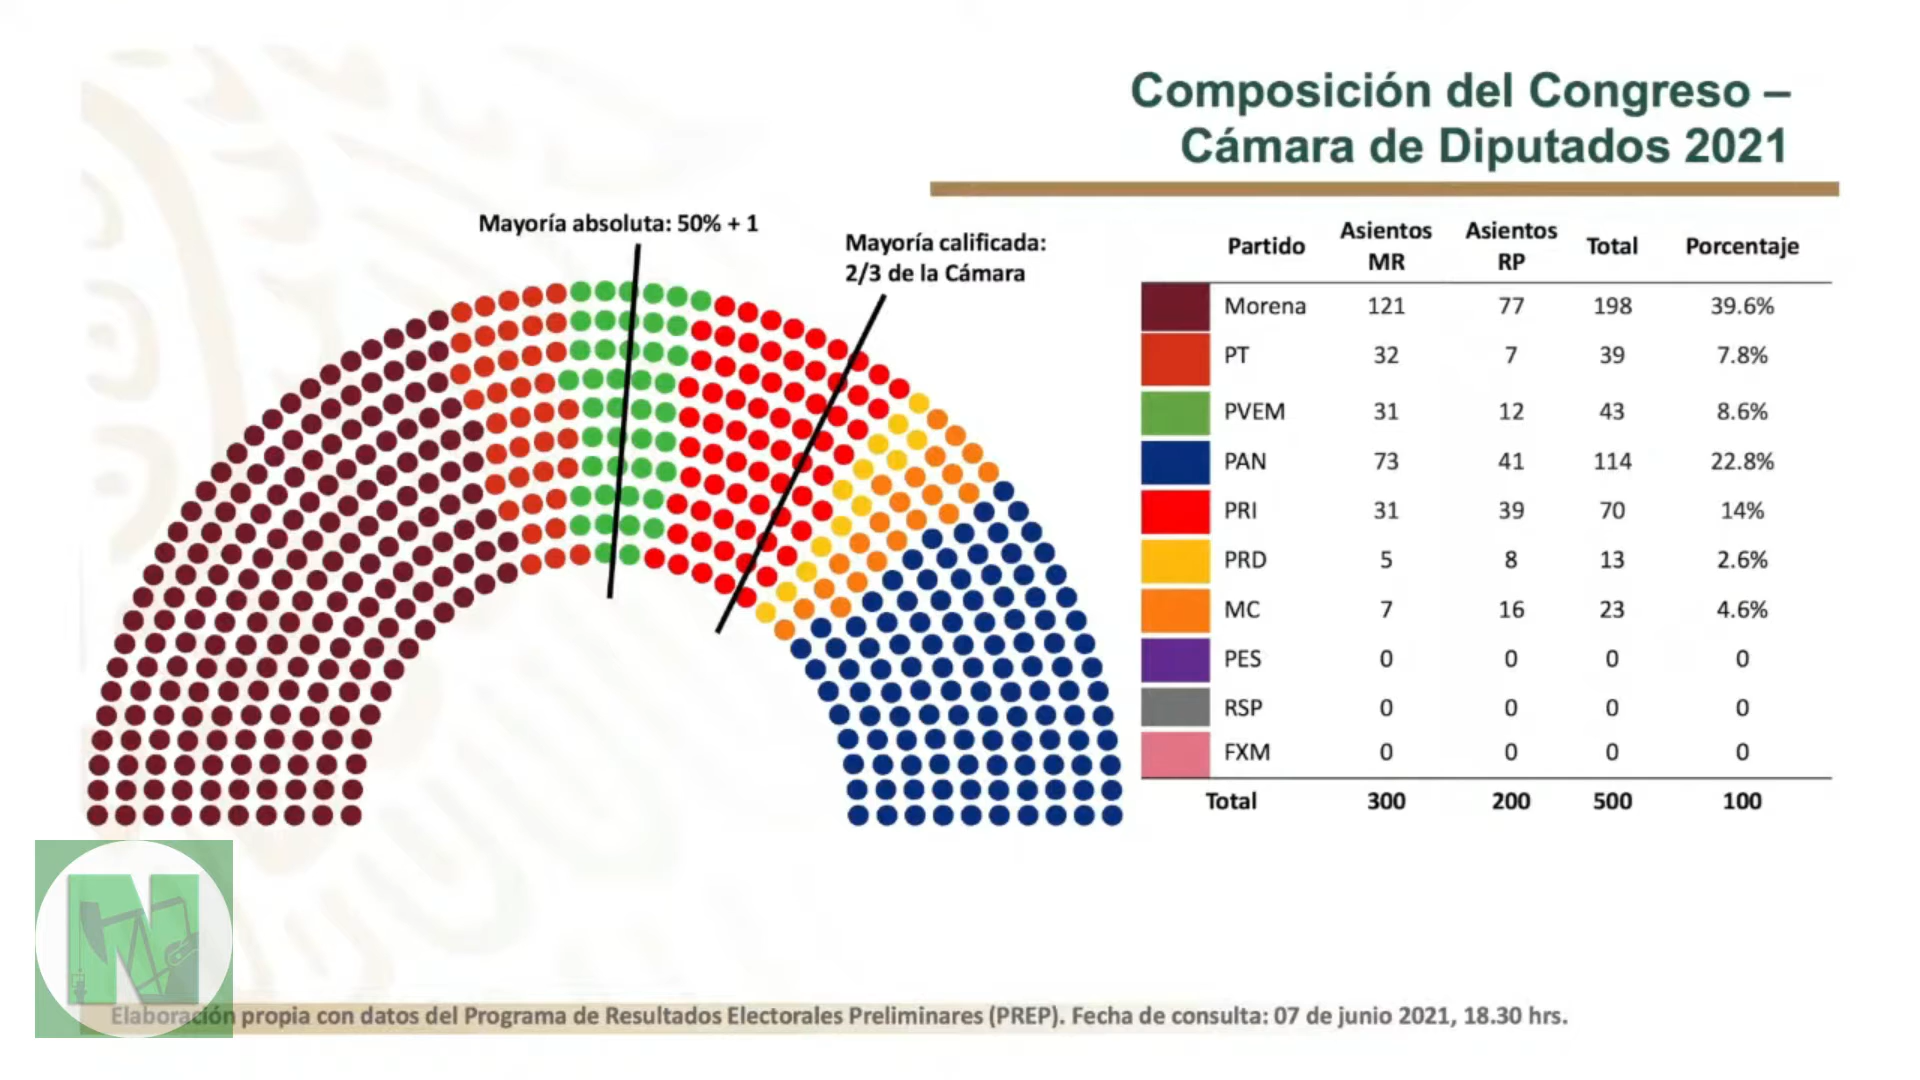 Composición del Congreso –
Cámara de Diputados 2021
Mayoría absoluta: 50% + 1
Mayoría calificada:
2/3 de la Cámara
Partido Asientos MR Asientos RP Total Porcentaje
Morena 121 77 198 39.6%
PT 32 7 39 7.8%
PVEM 31 12 43 8.6%
PAN 73 41 114 22.8%
PRI 31 39 70 14%
PRD 5 8 13 2.6%
MC 7 16 23 4.6%
PES 0 0 0 0
RSP 0 0 0 0
FXM 0 0 0 0
Total 300 200 500 100
N
Elaboración propia con datos del Programa de Resultados Electorales Preliminares (PREP). Fecha de consulta: 07 de junio 2021, 18.30 hrs.